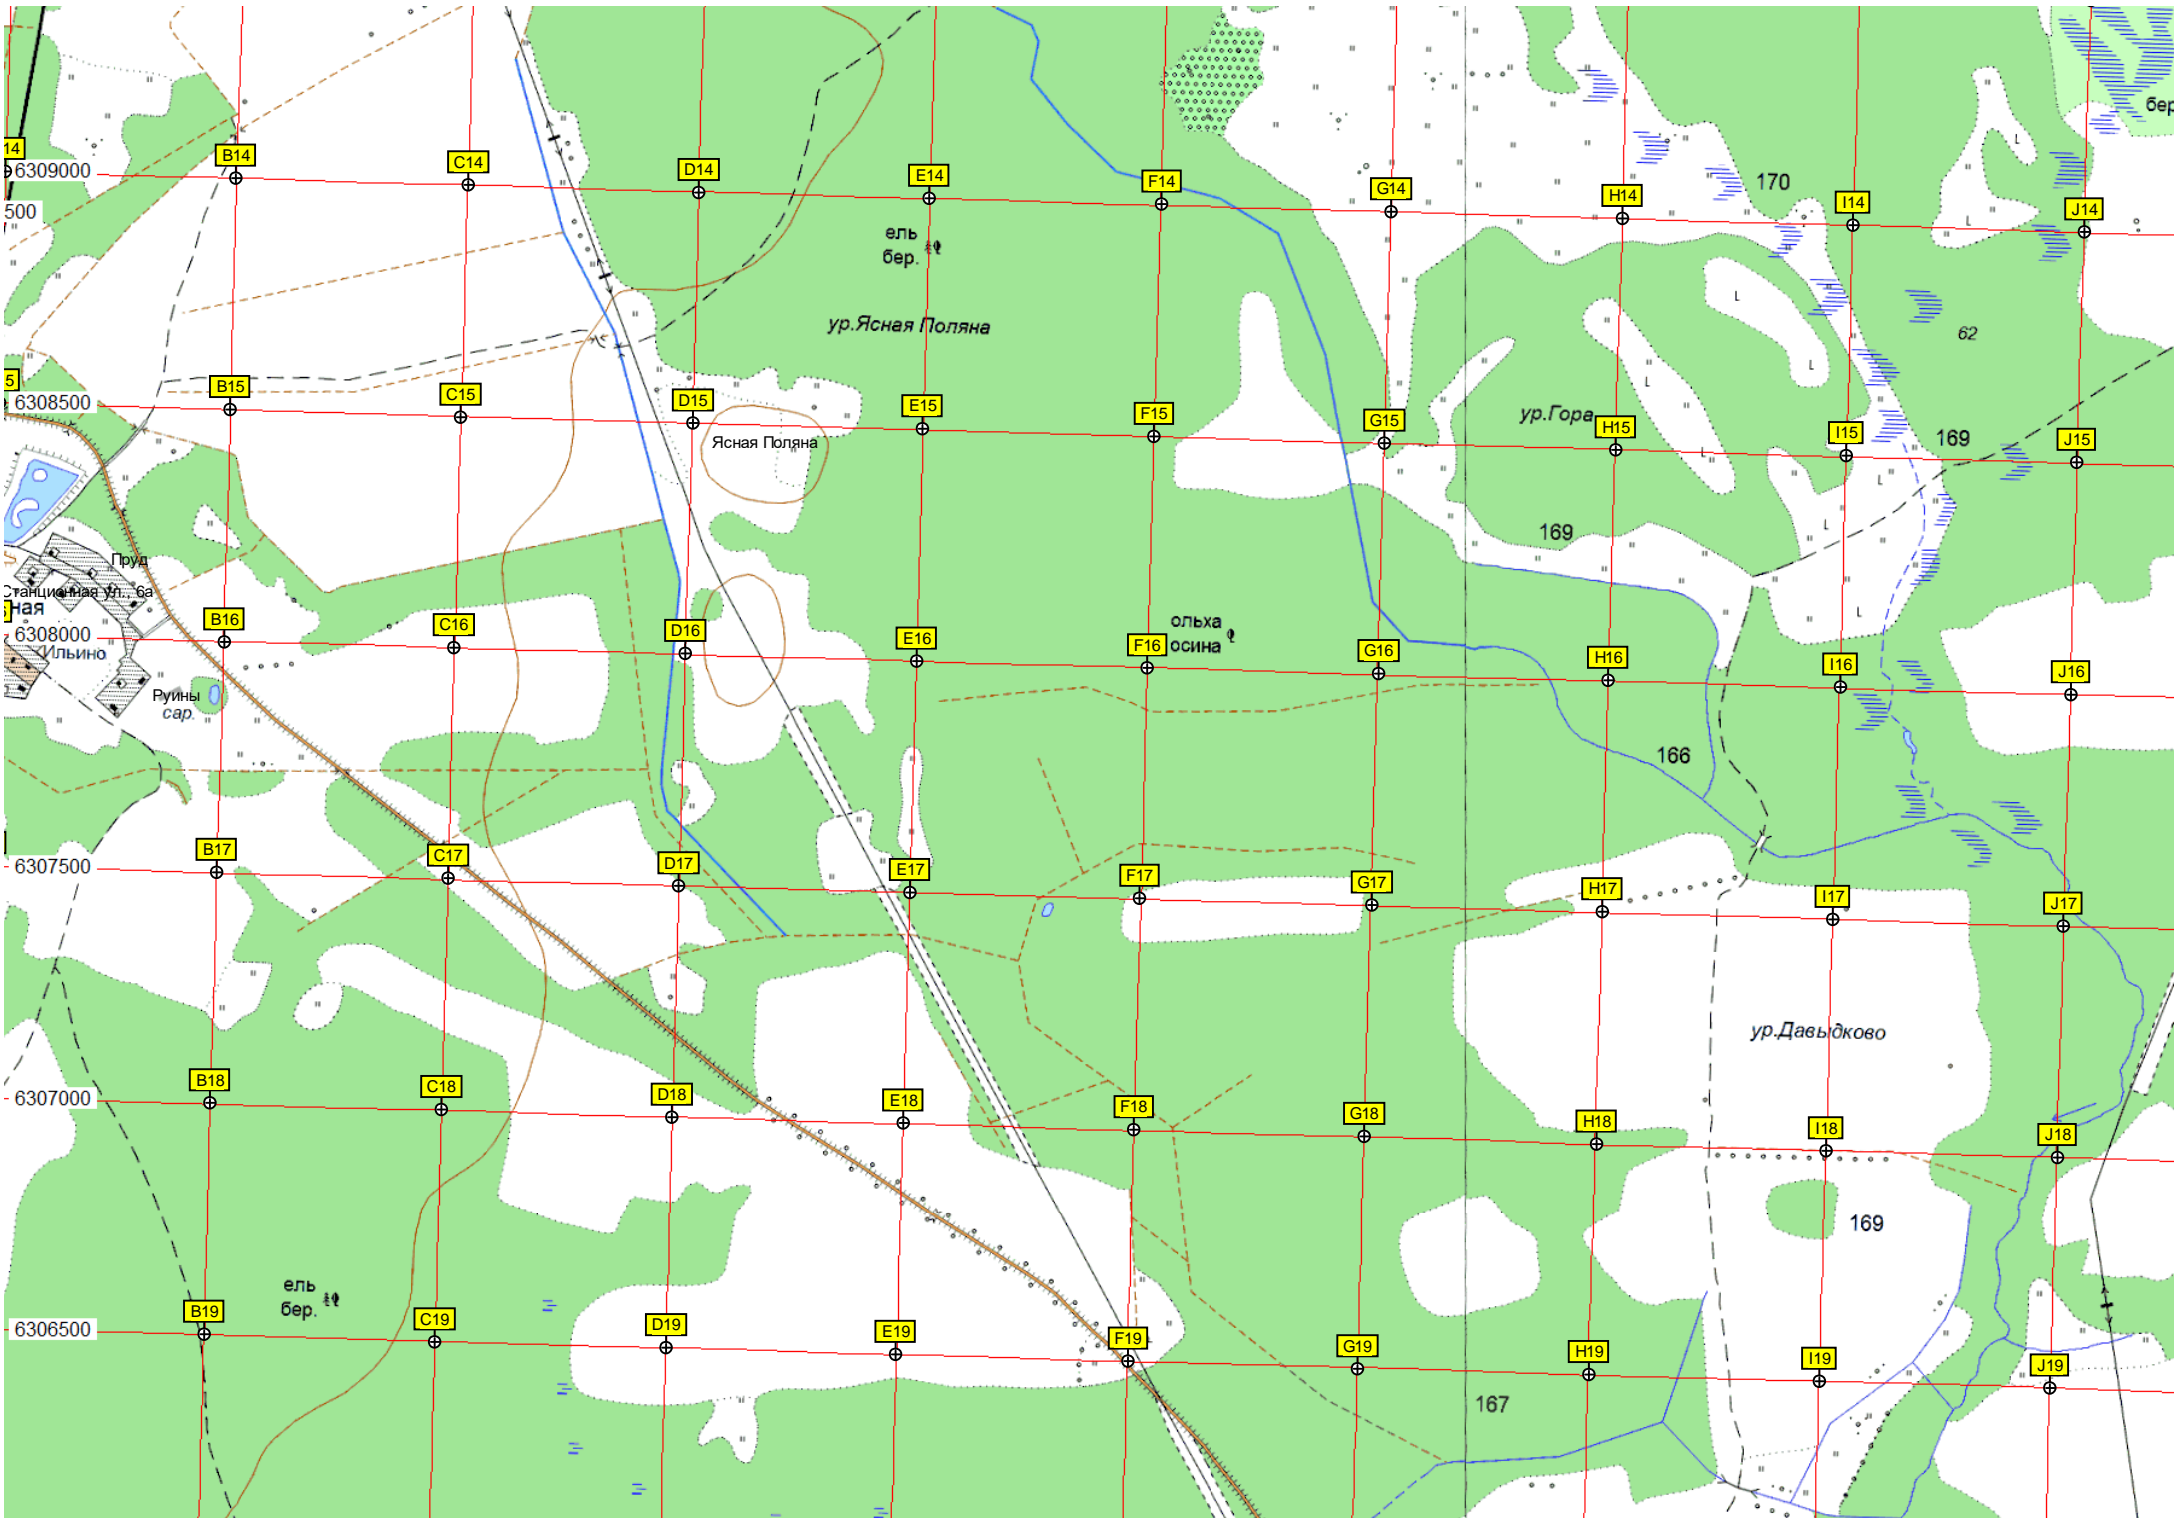 бер
14
B14
C14
D14
E14
F14
G14
H14
170
I14
J14
6309000
500
ель
бер.
ур.Ясная Поляна
62
5
B15
C15
D15
E15
F15
G15
ур.Гора
H15
I15
169
J15
6308500
Ясная Поляна
169
Пруд
Станционная ул., 6а
ная
B16
C16
D16
E16
ольха
осина
F16
G16
H16
I16
J16
6308000
Ильино
Руины
сар.
166
B17
C17
D17
E17
F17
G17
H17
I17
J17
6307500
ур.Давыдково
B18
C18
D18
E18
F18
G18
H18
I18
J18
6307000
169
ель
бер.
B19
C19
D19
E19
F19
G19
H19
I19
J19
6306500
167